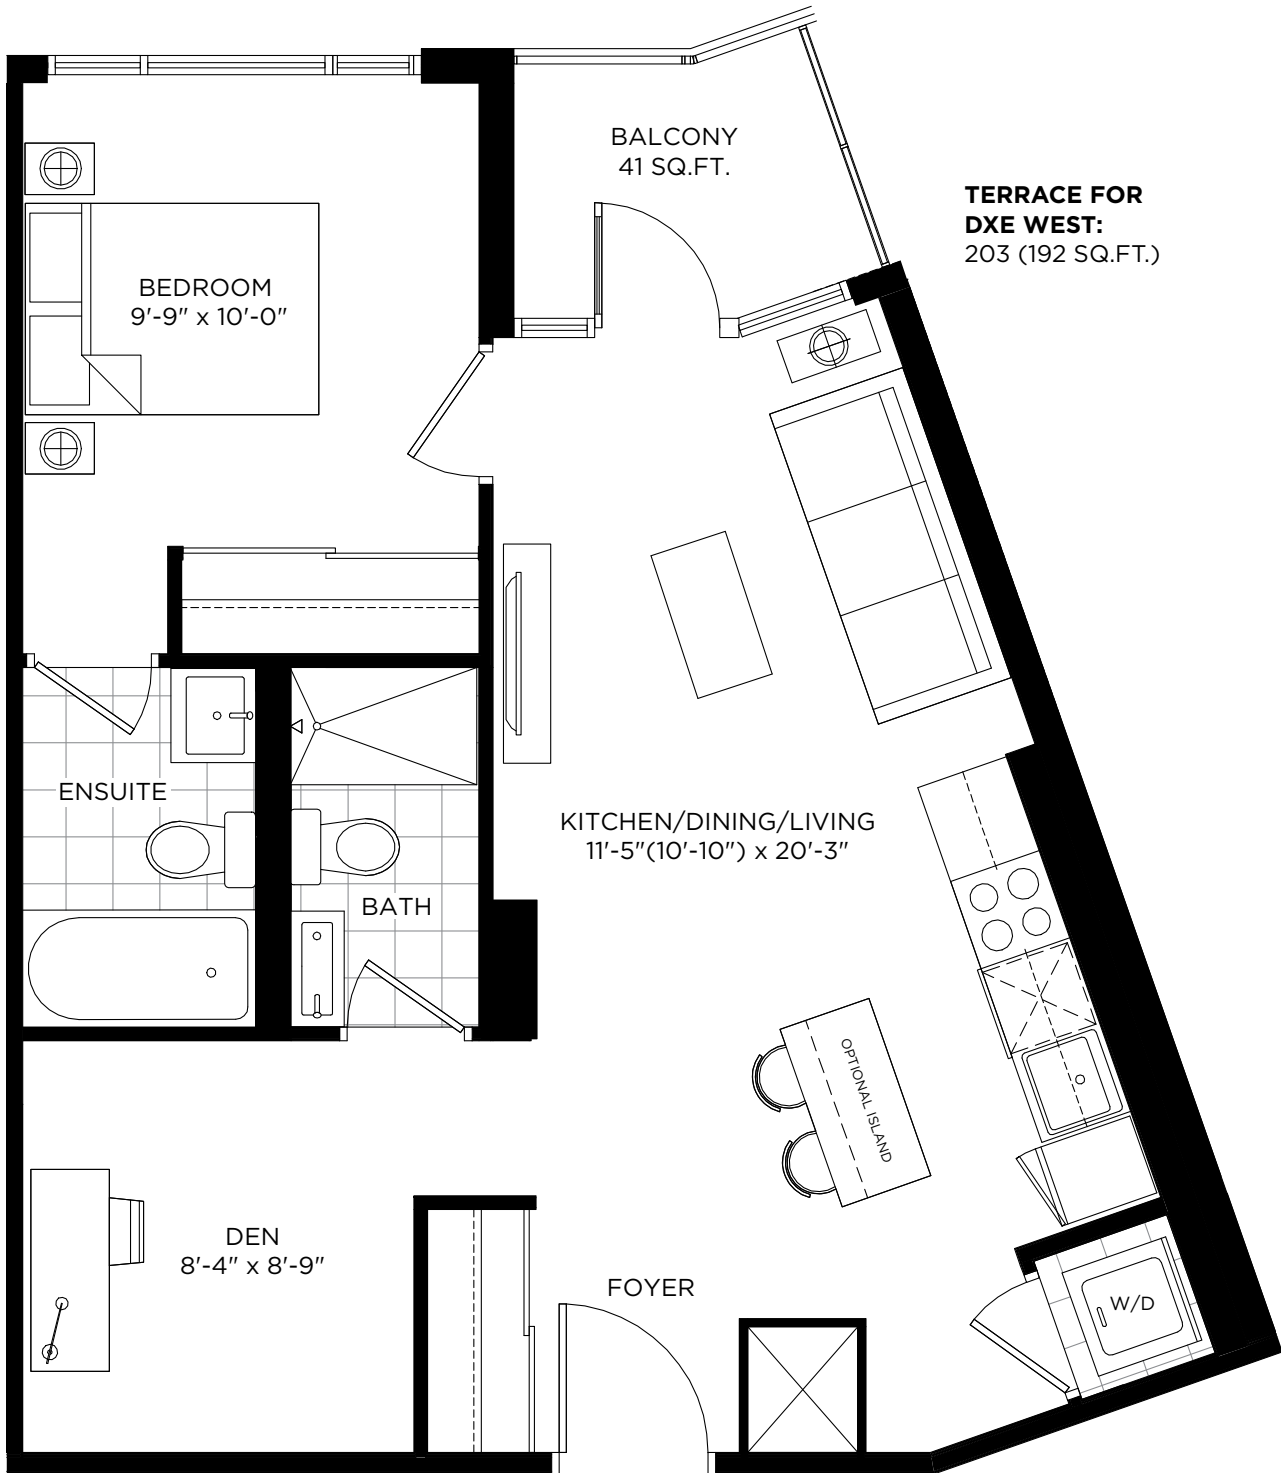 BALCONY
41 SQ.FT.
TERRACE FOR
DXE WEST:
203 (192 SQ.FT.)
BEDROOM
9'-9" x 10'-0"
ENSUITE
KITCHEN/DINING/LIVING
11'-5"(10'-10") x 20'-3"
BATH
OPTIONAL ISLAND
DEN
8'-4" x 8'-9"
FOYER
W/D